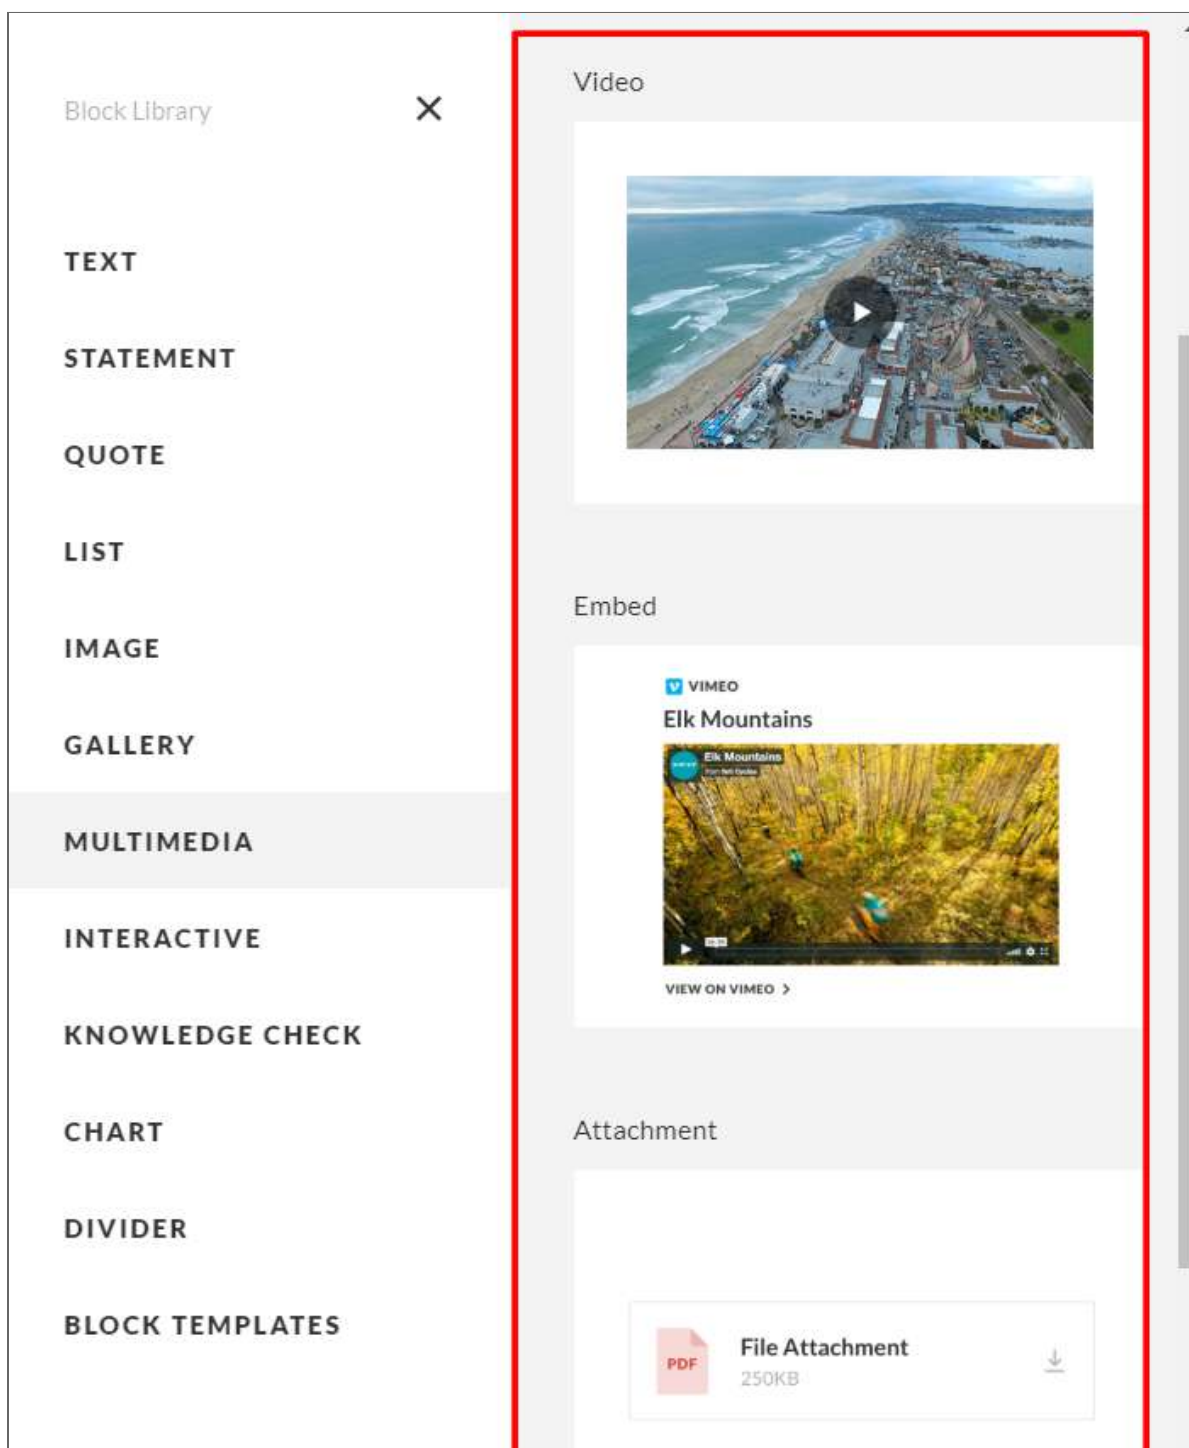 Block Library
TEXT
STATEMENT
QUOTE
LIST
IMAGE
GALLERY
MULTIMEDIA
INTERACTIVE
KNOWLEDGE CHECK
CHART
DIVIDER
BLOCK TEMPLATES
Video
Embed
VIMEO
Elk Mountains
Elk Mountains
VIEW ON VIMEO
Attachment
PDF
File Attachment
250KB